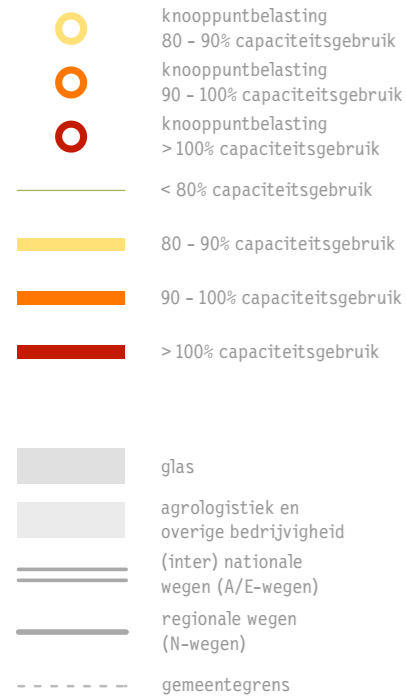 knooppuntbelasting
80 - 90% capaciteitsgebruik
knooppuntbelasting
90 - 100% capaciteitsgebruik
knooppuntbelasting
> 100% capaciteitsgebruik
< 80% capaciteitsgebruik
80 - 90% capaciteitsgebruik
90 - 100% capaciteitsgebruik
> 100% capaciteitsgebruik
glas
agrologistiek en
overige bedrijvigheid
(inter) nationale
wegen (A/E-wegen)
regionale wegen
(N-wegen)
gemeentegrens